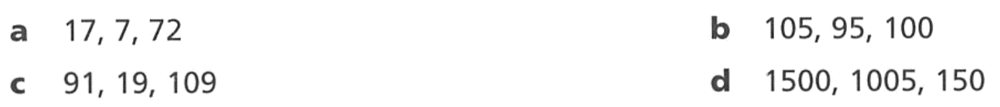 a 17, 7, 72 b 105, 95, 100
c 91, 19, 109 d 1500, 1005, 150